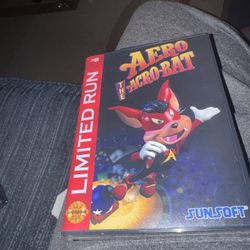 LIMITED RUN
AERO
THE
ACRO-BAT
A
SUNSOFT